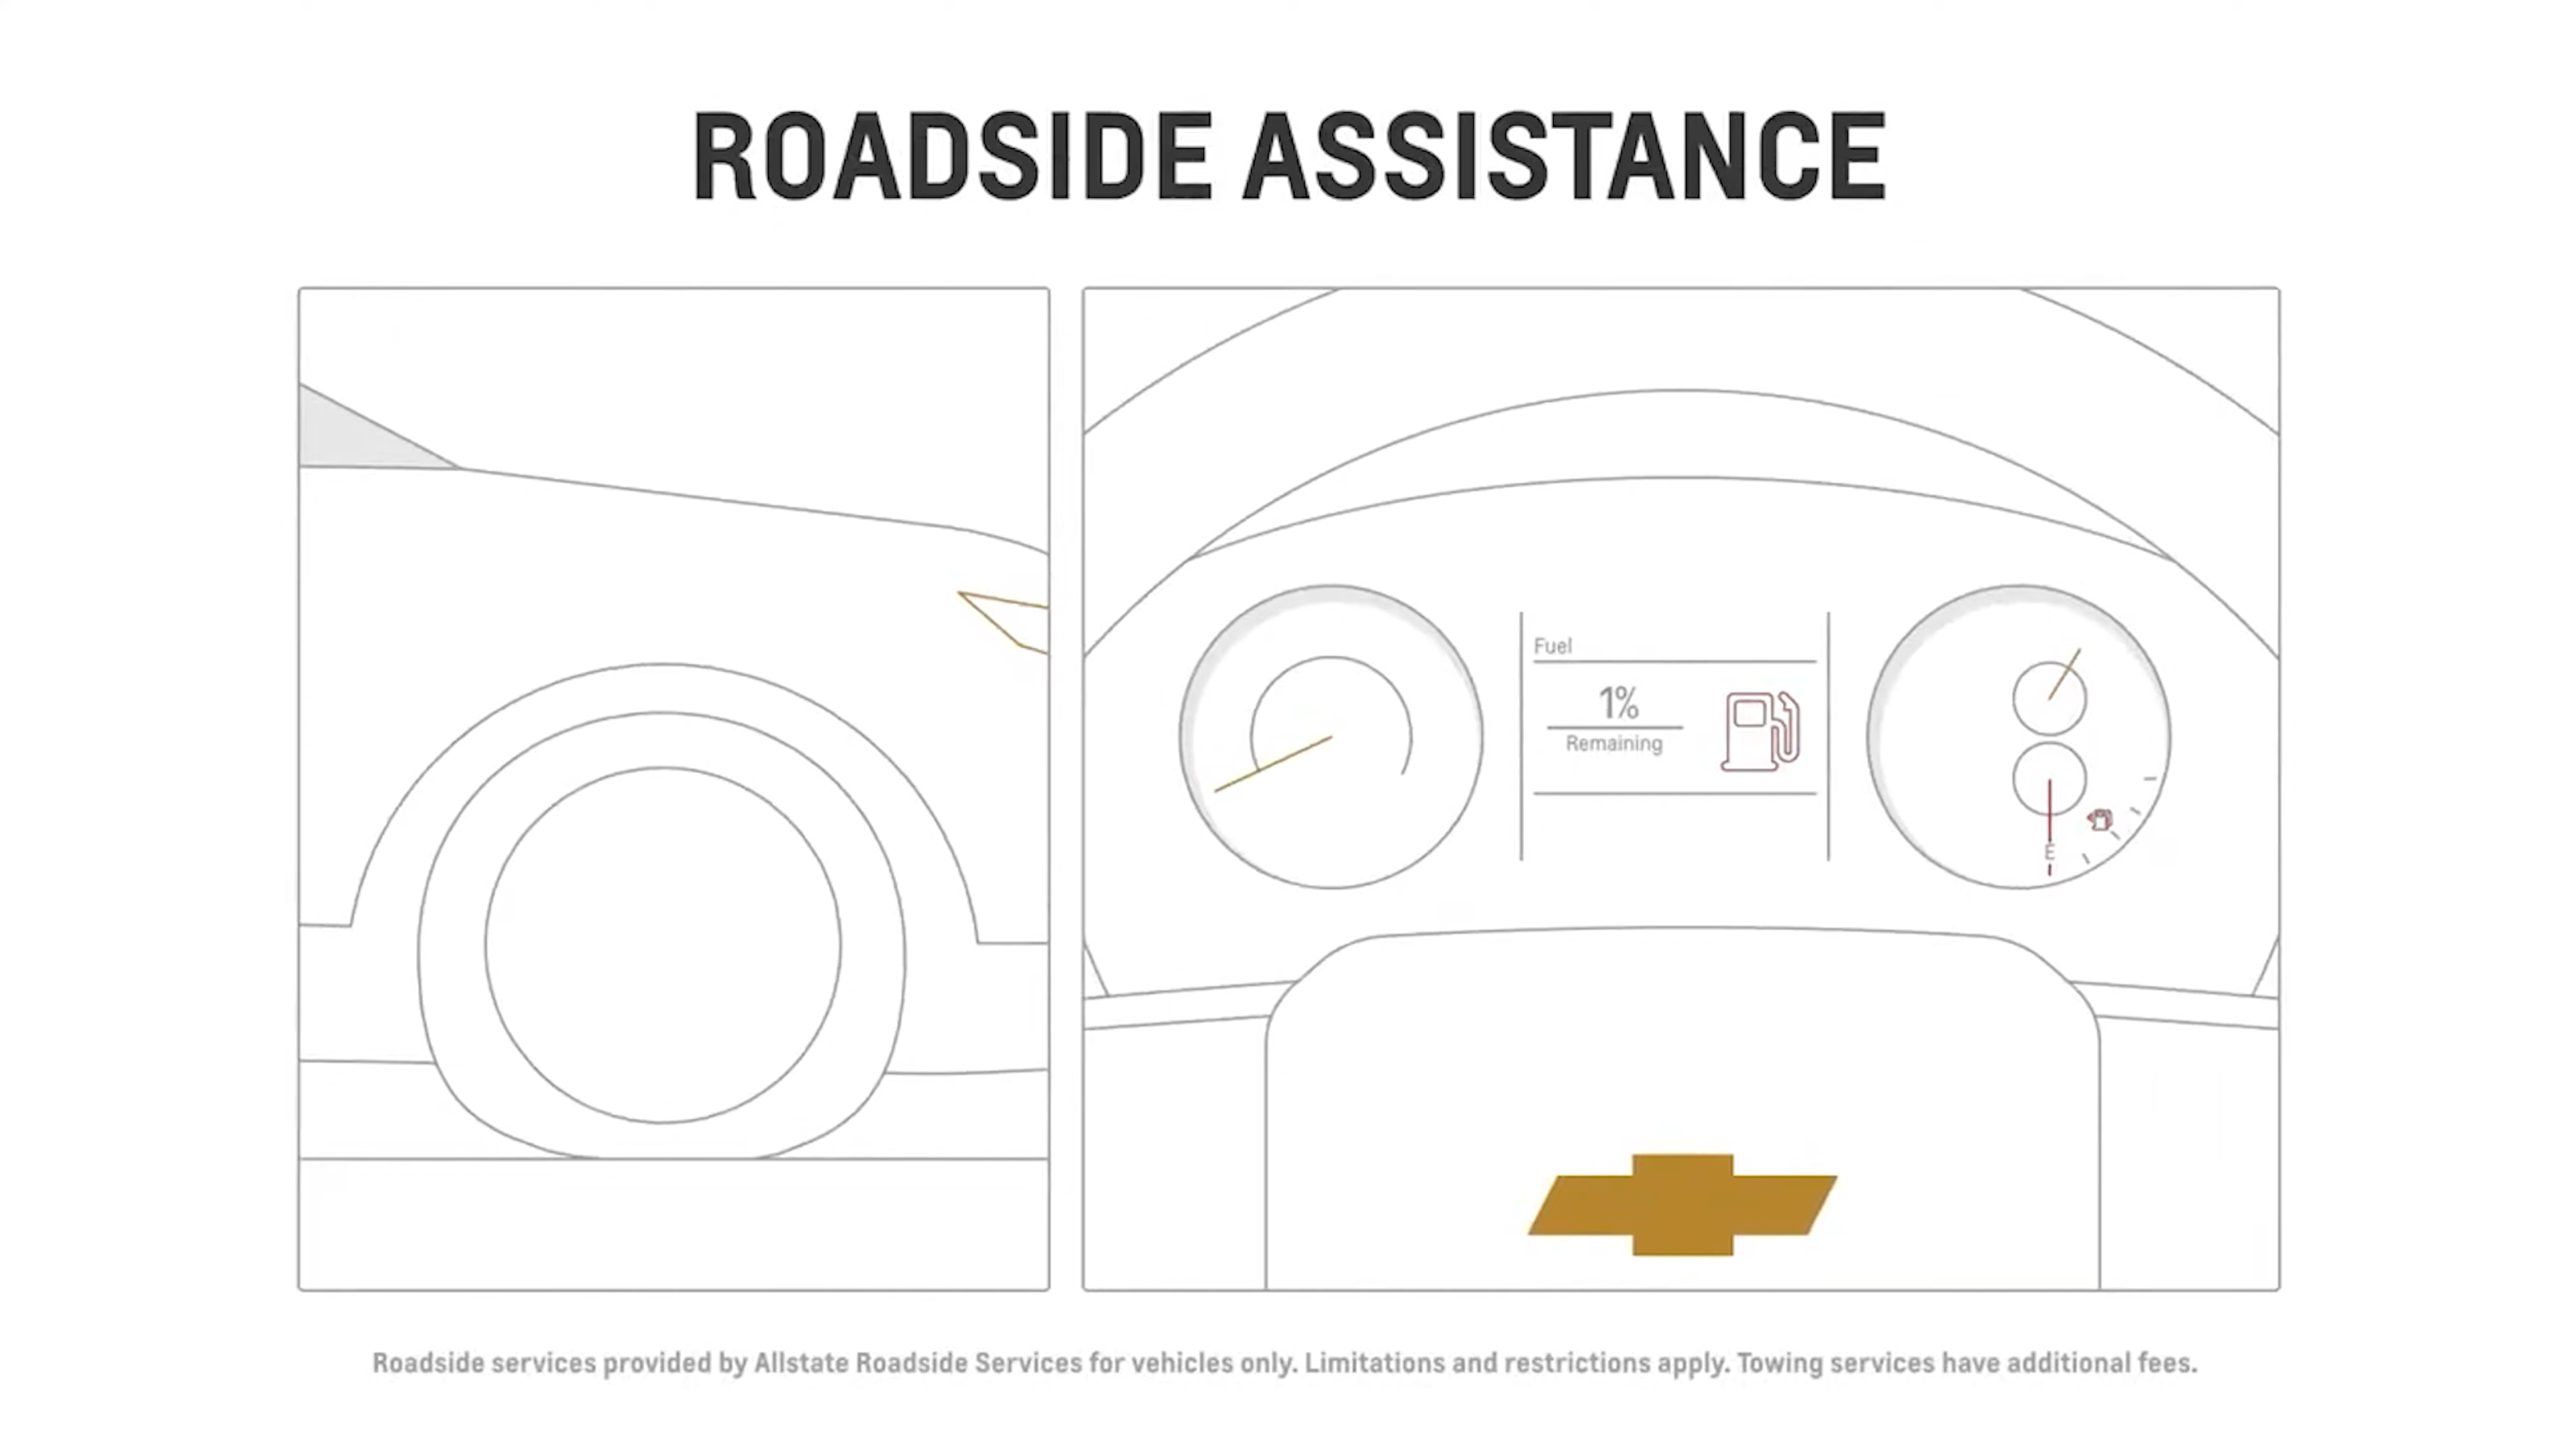 ROADSIDE ASSISTANCE
Fuel
1%
Remaining
E
Roadside services provided by Allstate Roadside Services for vehicles only. Limitations and restrictions apply. Towing services have additional fees.